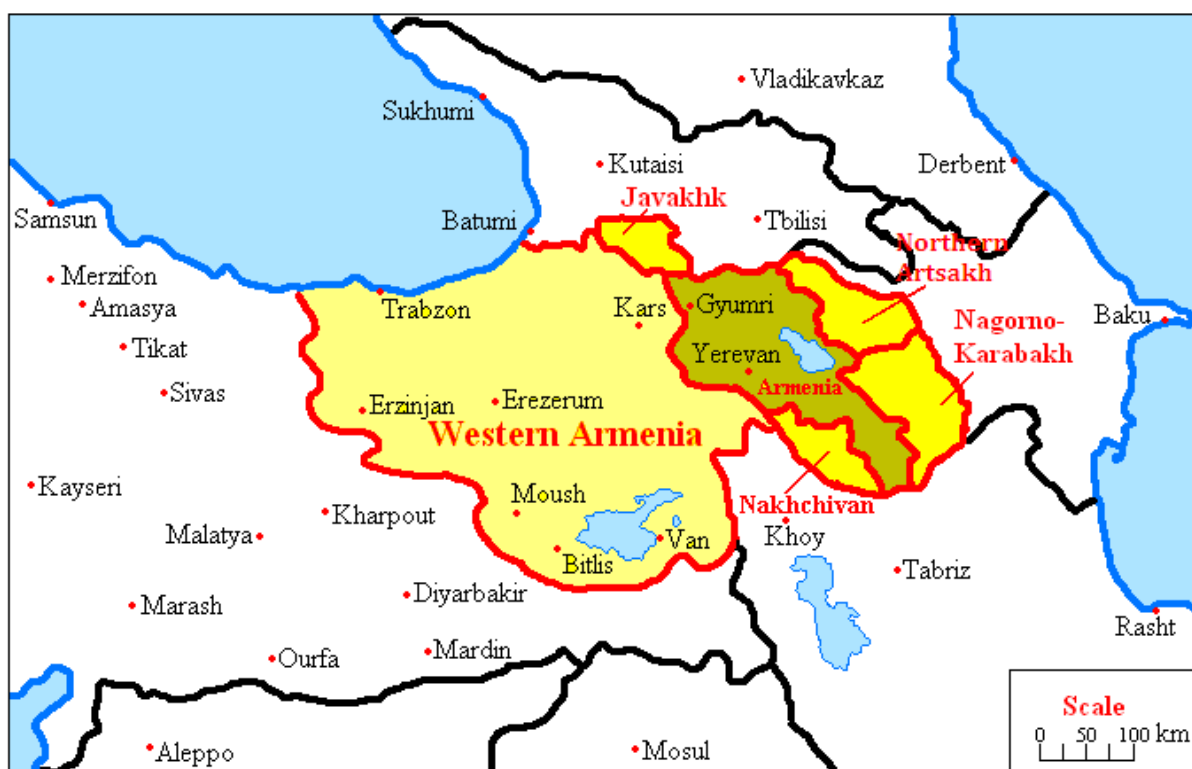 Vladikavkaz
Sukhumi
Kutaisi
Derbent
Javakhk
Samsun
Batumi
Tbilisi
Northern
Artsakh
Merzifon
Amasya
Trabzon
Kars
Gyumri
Nagorno-
Karabakh
Baku
Tikat
Yerevan
Armenia
Sivas
Erzinjan
Erezerum
Western Armenia
Kayseri
Moush
Nakhchivan
Kharpout
Malatya
Khoy
Van
Bitlis
Tabriz
Marash
Diyarbakir
Rasht
Ourfa
Mardin
Scale
0 50 100 km
Aleppo
Mosul